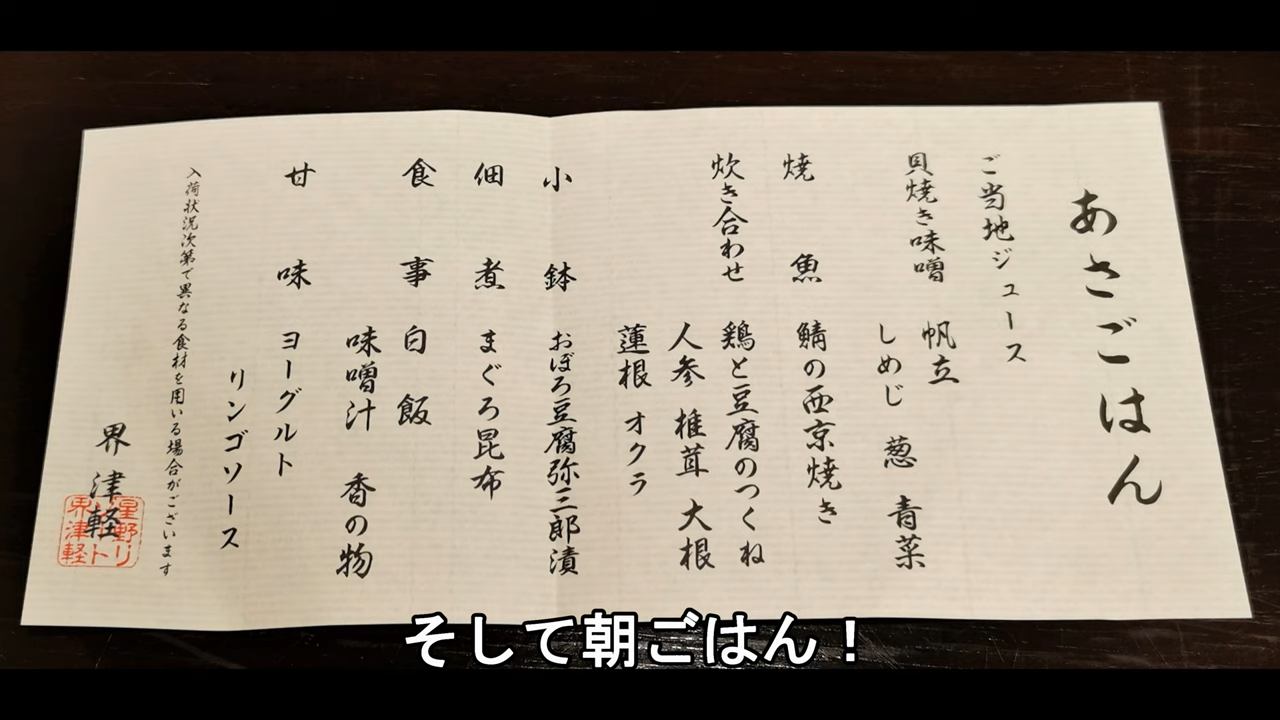 あさごはん
ご当地ジュース
貝焼き味噌 帆立
しめじ 葱 青菜
焼魚 鯖の西京焼き
炊き合わせ 鶏と豆腐のつくね
人参 椎茸 大根
蓮根 オクラ
小鉢 おぼろ豆腐弥三郎漬
佃煮 まぐろ昆布
食事 白飯
味噌汁 香の物
甘味 ヨーグルト
リンゴソース
入荷状況次第で異なる食材を用いる場合がございます
界 津軽
星野リ
ゾート
界津軽
そして朝ごはん！